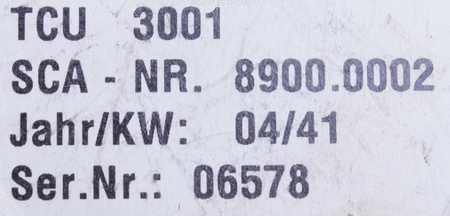 TCU 3001
SCA - NR. 8900.0002
Jahr/KW: 04/41
Ser.Nr.: 06578